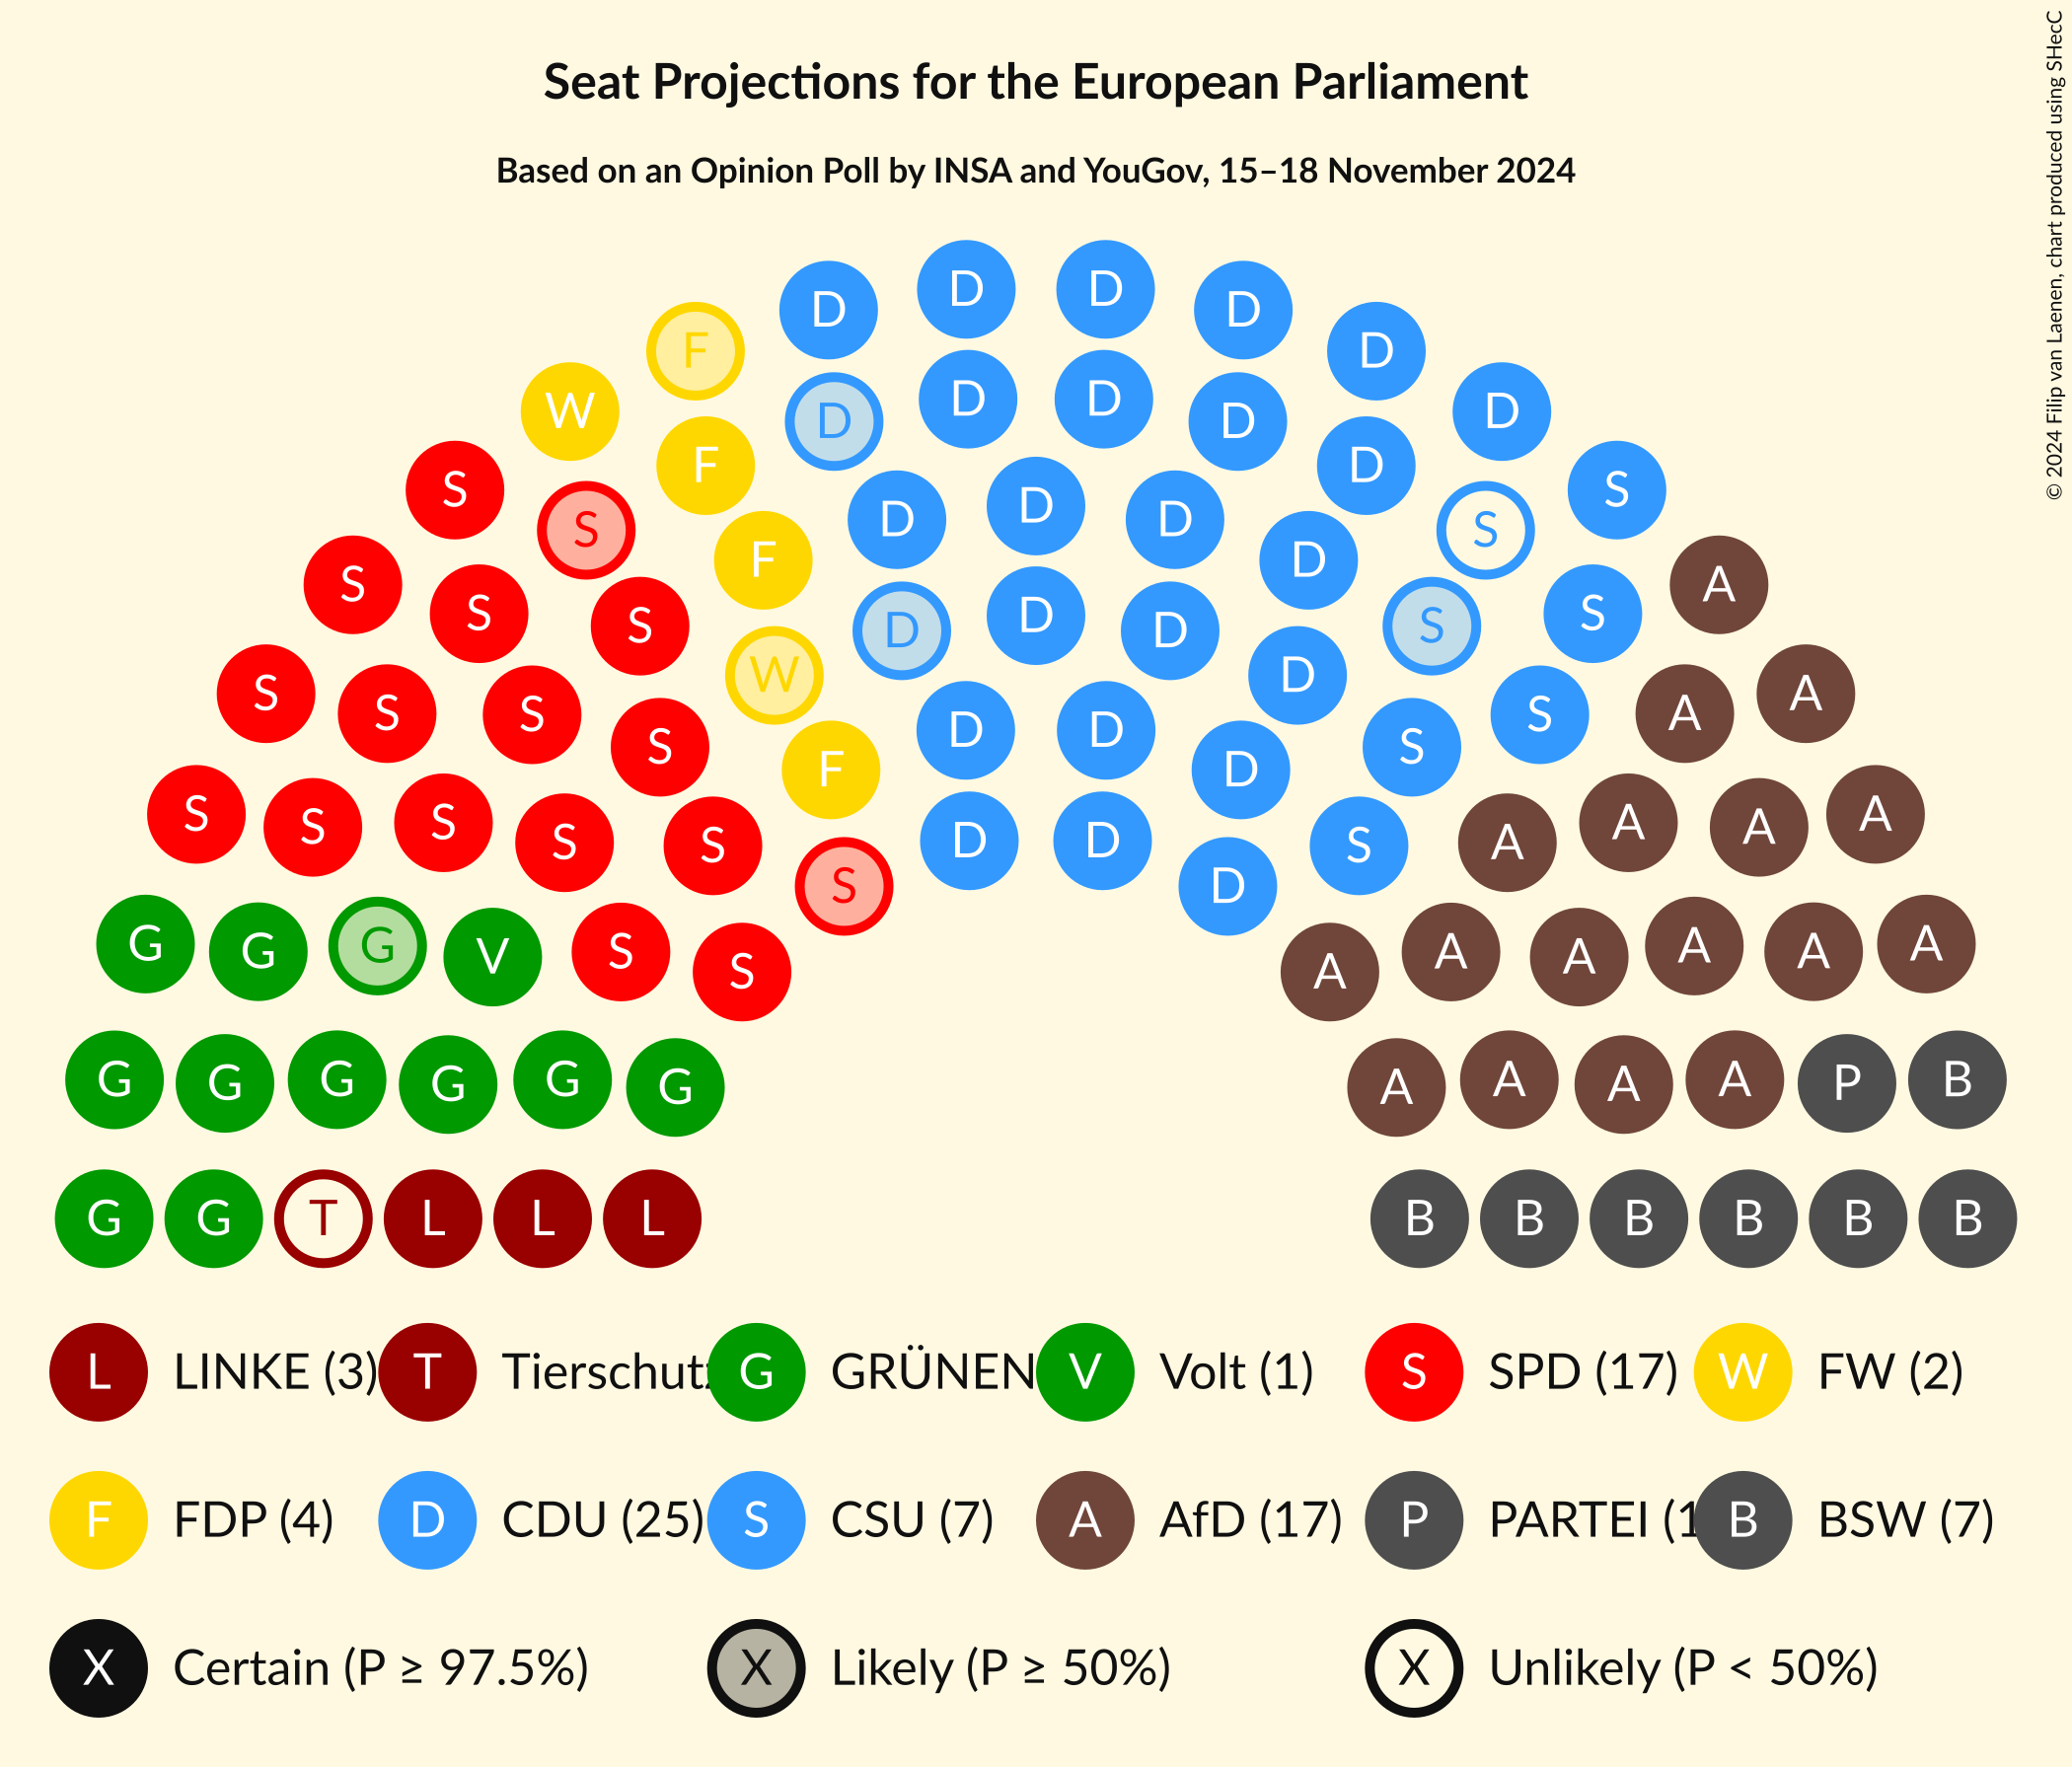 Seat Projections for the European Parliament
Based on an Opinion Poll by INSA and YouGov, 15–18 November 2024
© 2024 Filip van Laenen, chart produced using SHecC
D D D D
F D D
W D D D D D
S F D S
S D D D
S F D S S
S S D A
S S W D D D S
S S S S F D D D S S A A
S S S S S D D S A A A A
S D
G G G V S S A A A A A A
G G G G G G A A A A P B
G G T L L L B B B B B B
L LINKE (3) T Tierschutz G GRÜNEN V Volt (1) S SPD (17) W FW (2)
F FDP (4) D CDU (25) S CSU (7) A AfD (17) P PARTEI (1 B BSW (7)
X Certain (P ≥ 97.5%) X Likely (P ≥ 50%) X Unlikely (P < 50%)